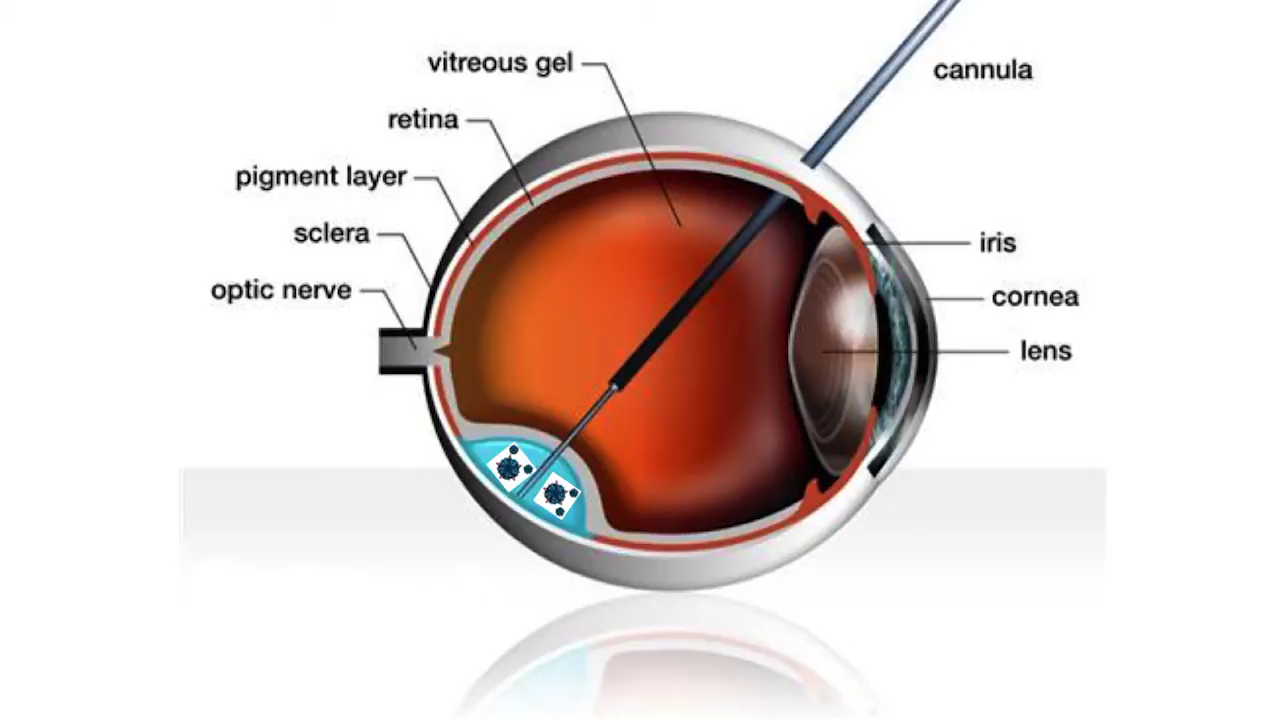 vitreous gel
cannula
retina
pigment layer
sclera
iris
optic nerve
cornea
lens